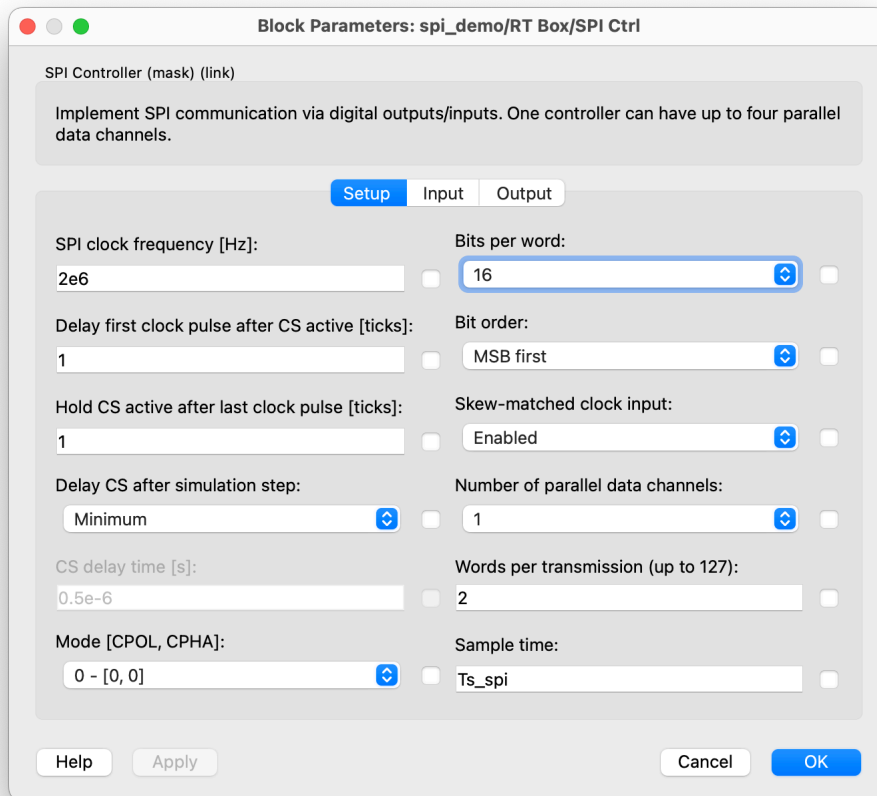 Block Parameters: spi_demo/RT Box/SPI Ctrl
SPI Controller (mask) (link)
Implement SPI communication via digital outputs/inputs. One controller can have up to four parallel
data channels.
Setup
Input
Output
SPI clock frequency [Hz]:
2e6
Delay first clock pulse after CS active [ticks]:
1
Hold CS active after last clock pulse [ticks]:
1
Delay CS after simulation step:
Minimum
CS delay time [s]:
0.5e-6
Mode [CPOL, CPHA]:
0 - [0, 0]
Bits per word:
16
Bit order:
MSB first
Skew-matched clock input:
Enabled
Number of parallel data channels:
1
Words per transmission (up to 127):
2
Sample time:
Ts_spi
Help
Apply
Cancel
OK